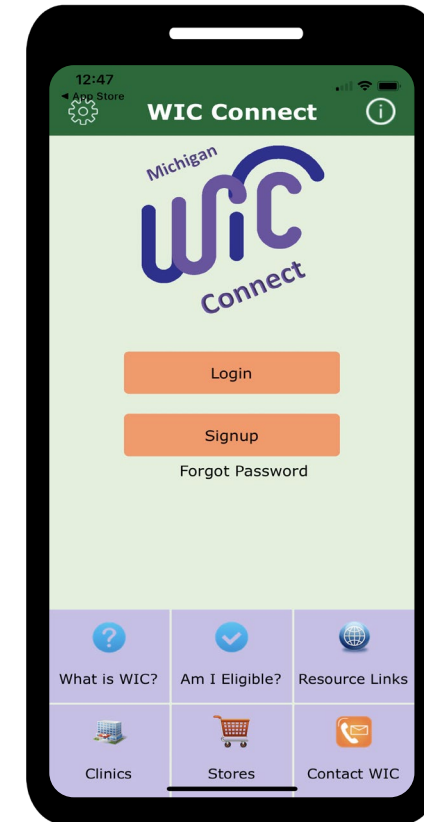 12:47
◀ App Store
WIC Connect
i
Michigan
WIC
Connect
Login
Signup
Forgot Password
?
What is WIC?
Am I Eligible?
Resource Links
Clinics
Stores
Contact WIC